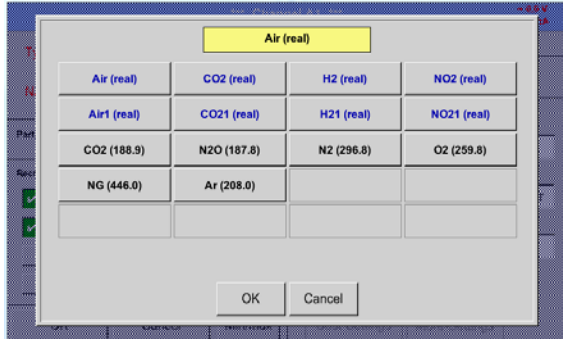 *** Channel A1 ***
Air (real)
Air (real) CO2 (real) H2 (real) NO2 (real)
Air1 (real) CO21 (real) H21 (real) NO21 (real)
CO2 (188.9) N2O (187.8) N2 (296.8) O2 (259.8)
NG (446.0) Ar (208.0)
OK Cancel